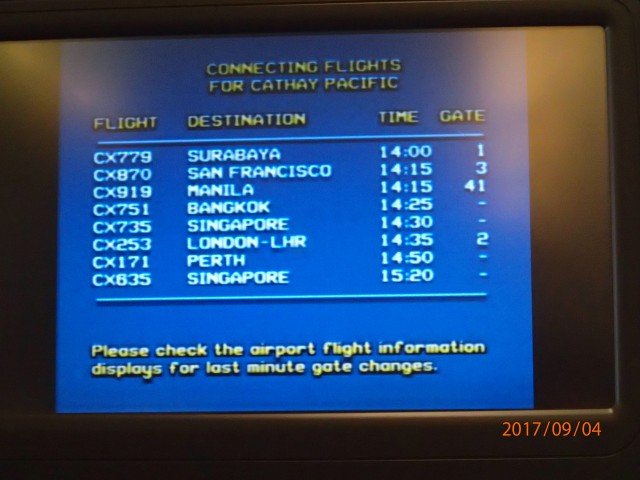 CONNECTING FLIGHTS
FOR CATHAY PACIFIC
FLIGHT DESTINATION TIME GATE
CX779 SURABAYA 14:00 1
CX870 SAN FRANCISCO 14:15 3
CX919 MANILA 14:15 41
CX751 BANGKOK 14:25 -
CX735 SINGAPORE 14:30 -
CX253 LONDON-LHR 14:35 2
CX171 PERTH 14:50 -
CX635 SINGAPORE 15:20 -
Please check the airport flight information
displays for last minute gate changes.
2017/09/04